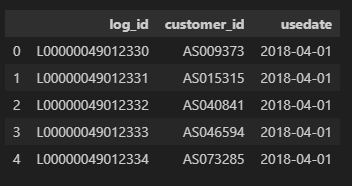 log_id customer_id usedate
0 L00000049012330 AS009373 2018-04-01
1 L00000049012331 AS015315 2018-04-01
2 L00000049012332 AS040841 2018-04-01
3 L00000049012333 AS046594 2018-04-01
4 L00000049012334 AS073285 2018-04-01